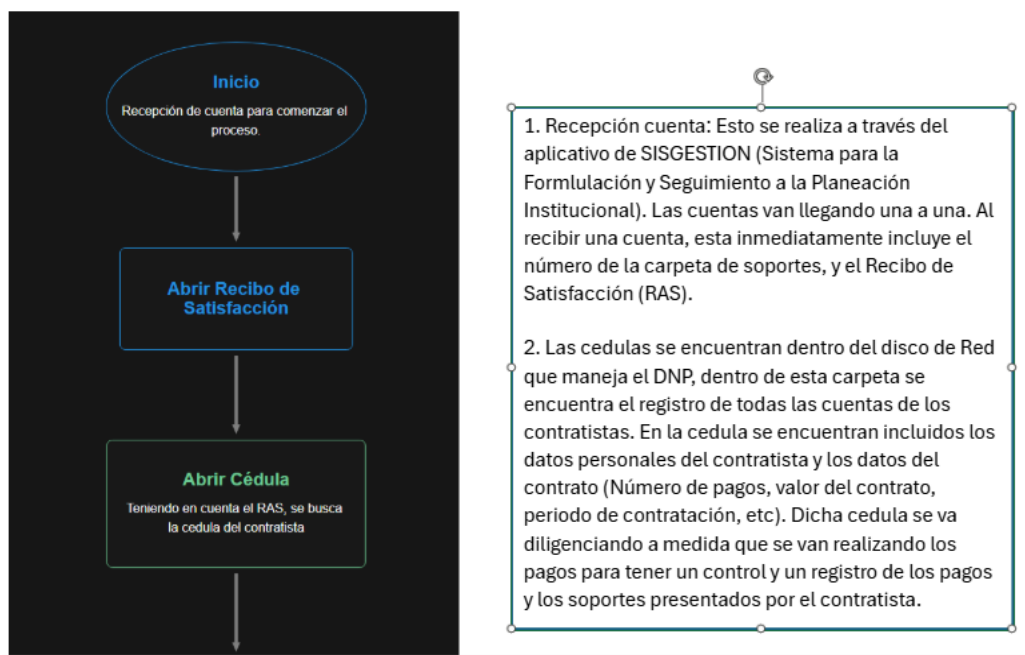 Inicio
Recepción de cuenta para comenzar el
proceso.
Abrir Recibo de
Satisfacción
Abrir Cédula
Teniendo en cuenta el RAS, se busca
la cedula del contratista
1. Recepción cuenta: Esto se realiza a través del
aplicativo de SISGESTION (Sistema para la
Formlulación y Seguimiento a la Planeación
Institucional). Las cuentas van llegando una a una. Al
recibir una cuenta, esta inmediatamente incluye el
número de la carpeta de soportes, y el Recibo de
Satisfacción (RAS).
2. Las cedulas se encuentran dentro del disco de Red
que maneja el DNP, dentro de esta carpeta se
encuentra el registro de todas las cuentas de los
contratistas. En la cedula se encuentran incluidos los
datos personales del contratista y los datos del
contrato (Número de pagos, valor del contrato,
periodo de contratación, etc). Dicha cedula se va
diligenciando a medida que se van realizando los
pagos para tener un control y un registro de los pagos
y los soportes presentados por el contratista.